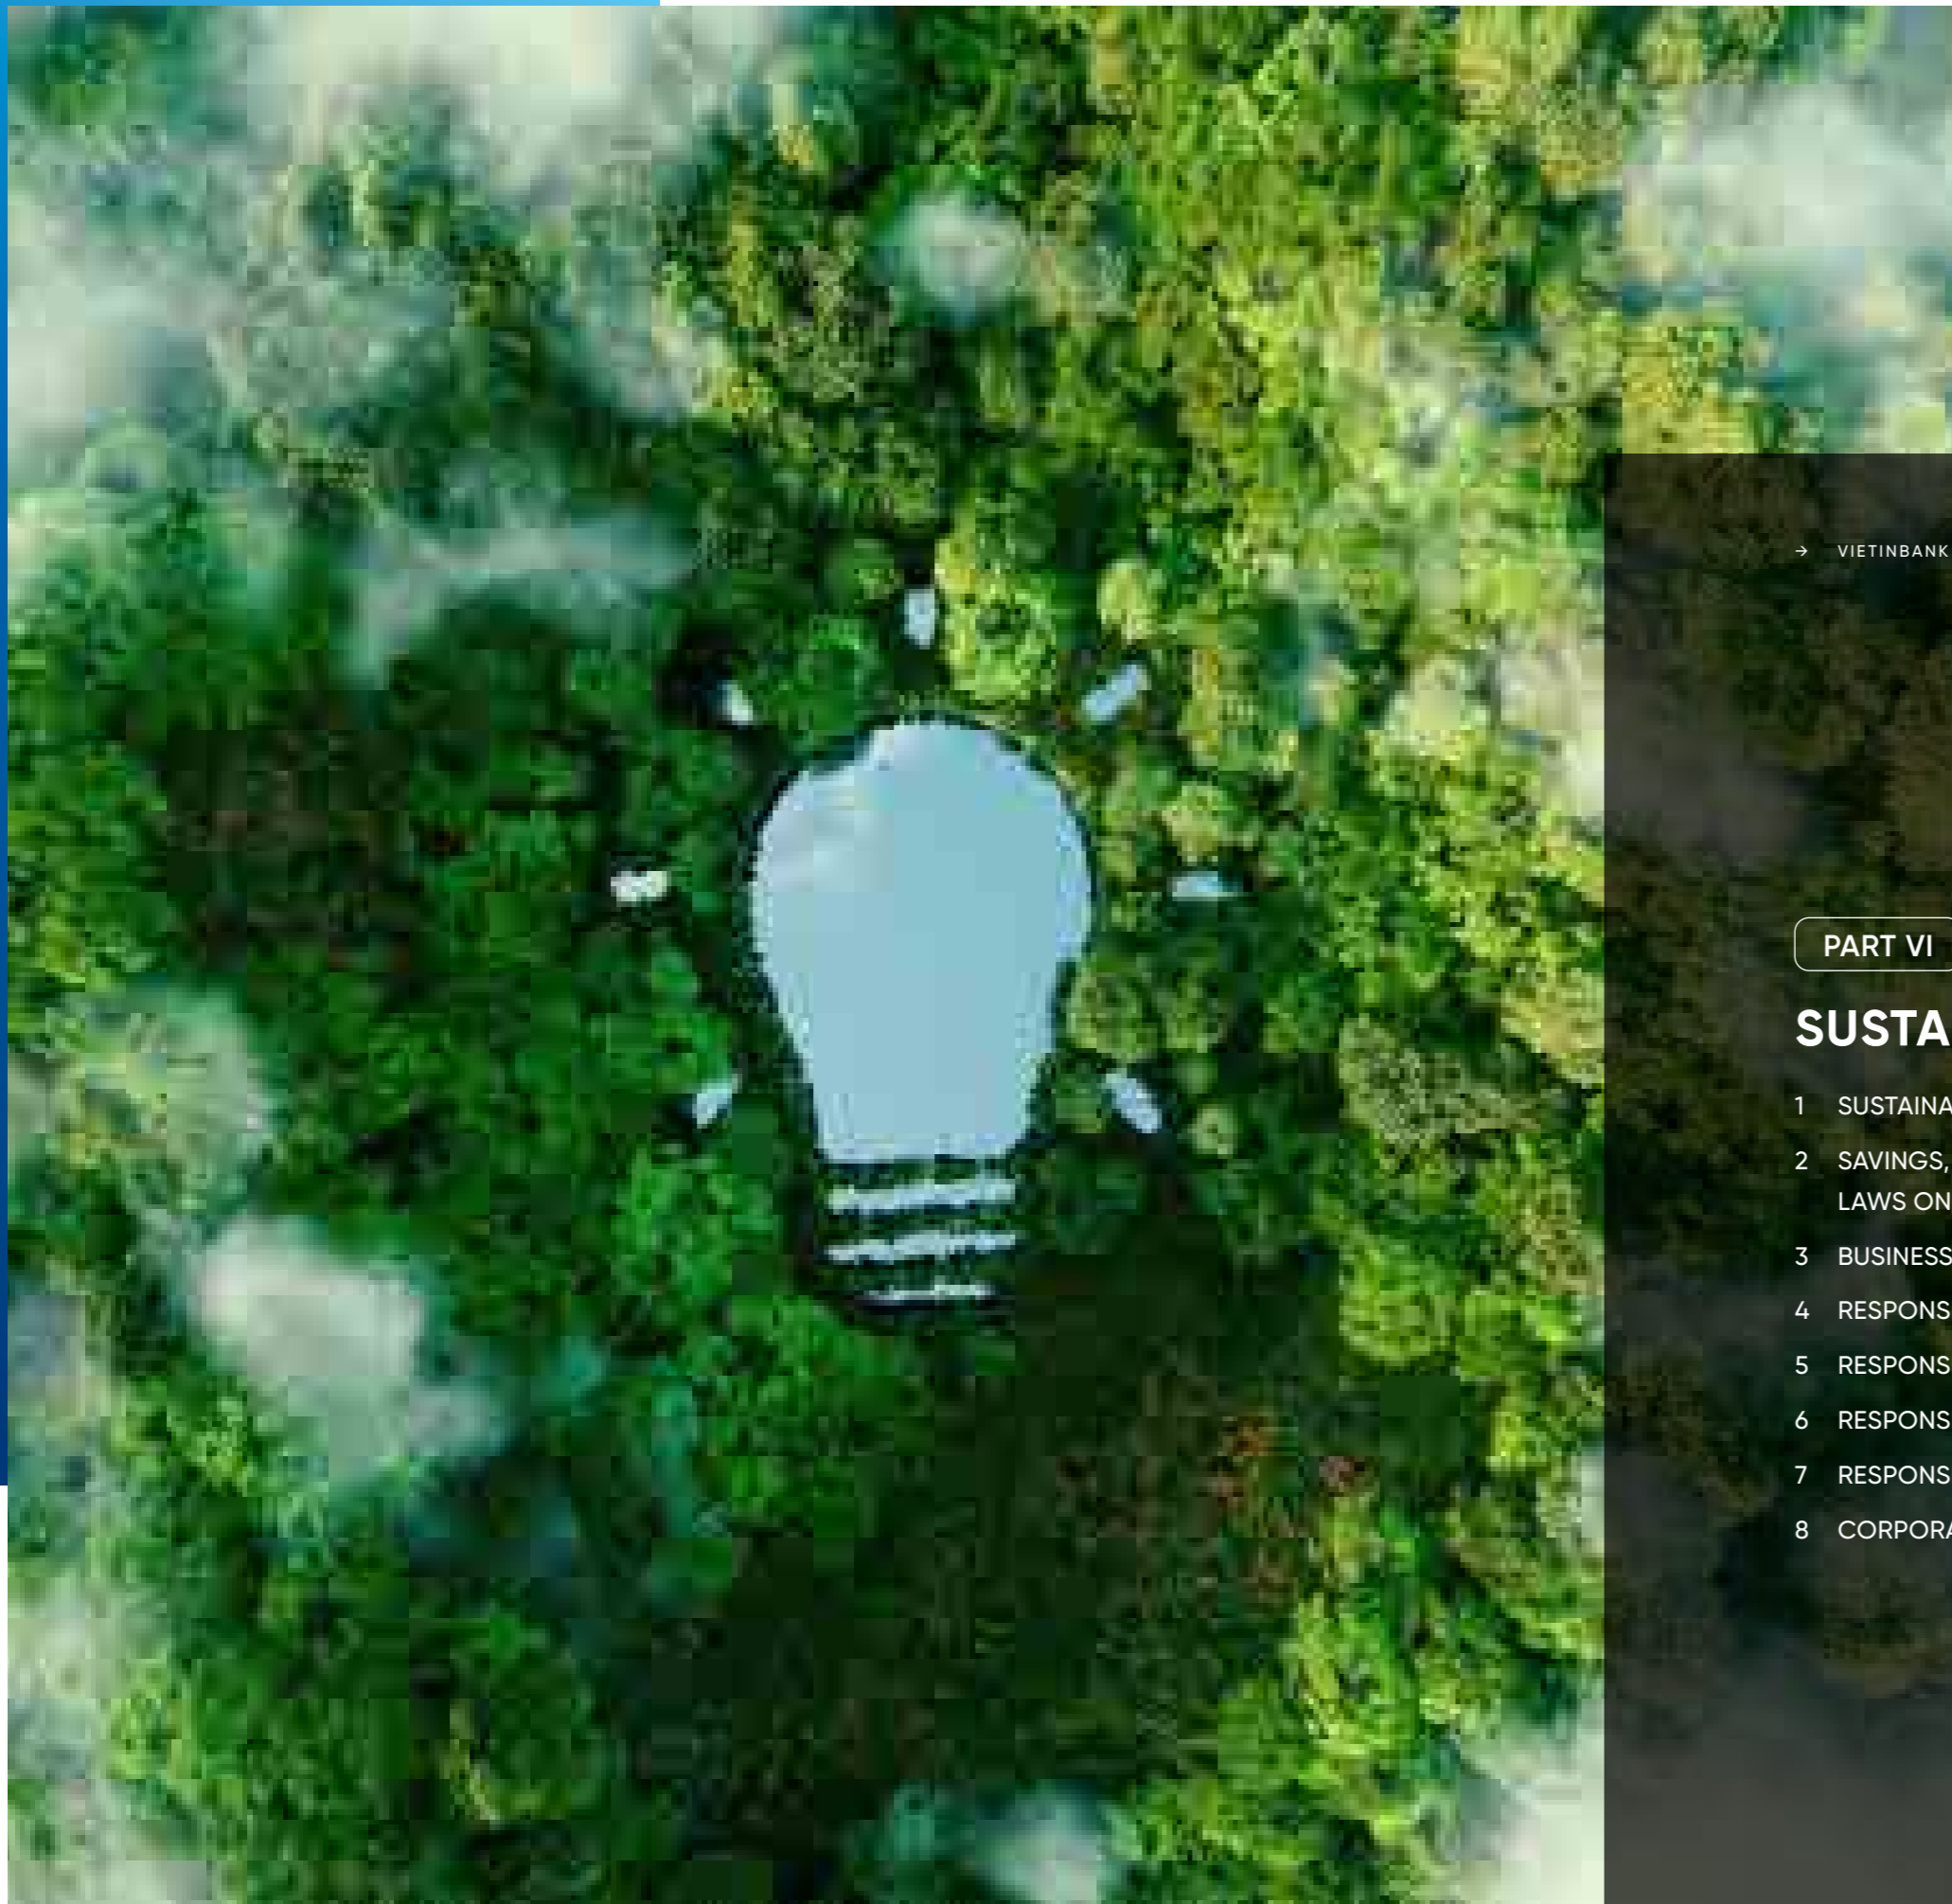 → VIETINBANK
PART VI
SUSTA
1 SUSTAINA
2 SAVINGS,
LAWS ON
3 BUSINESS
4 RESPONS
5 RESPONS
6 RESPONS
7 RESPONS
8 CORPORA